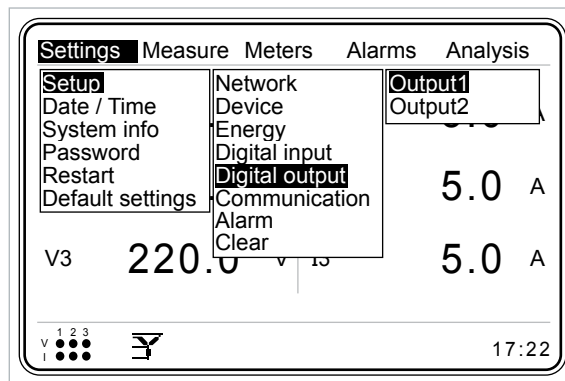 Settings Measure Meters Alarms Analysis
Setup
Date / Time
System info
Password
Restart
Default settings
Network
Device
Energy
Digital input
Digital output
Communication
Alarm
Clear
Output1
Output2
5.0 A
V3 220.0 V I3 5.0 A
1 2 3
V
I
17:22